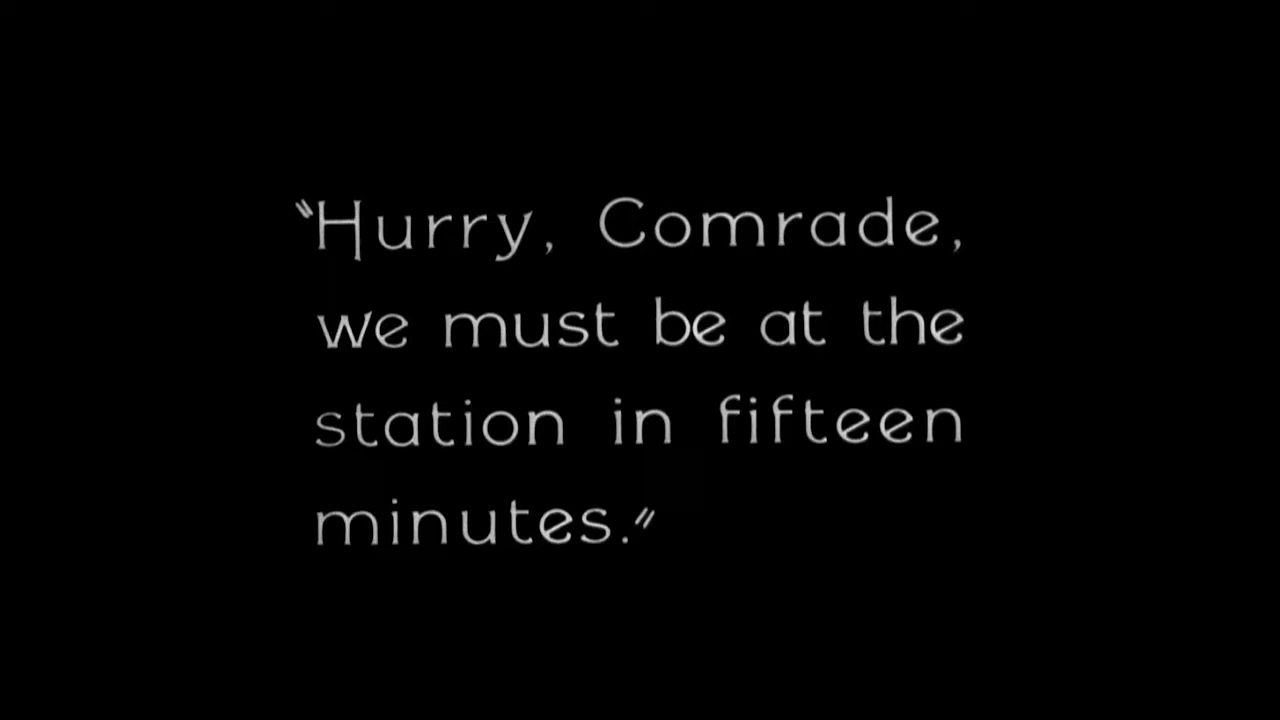 "Hurry, Comrade,
we must be at the
station in fifteen
minutes."